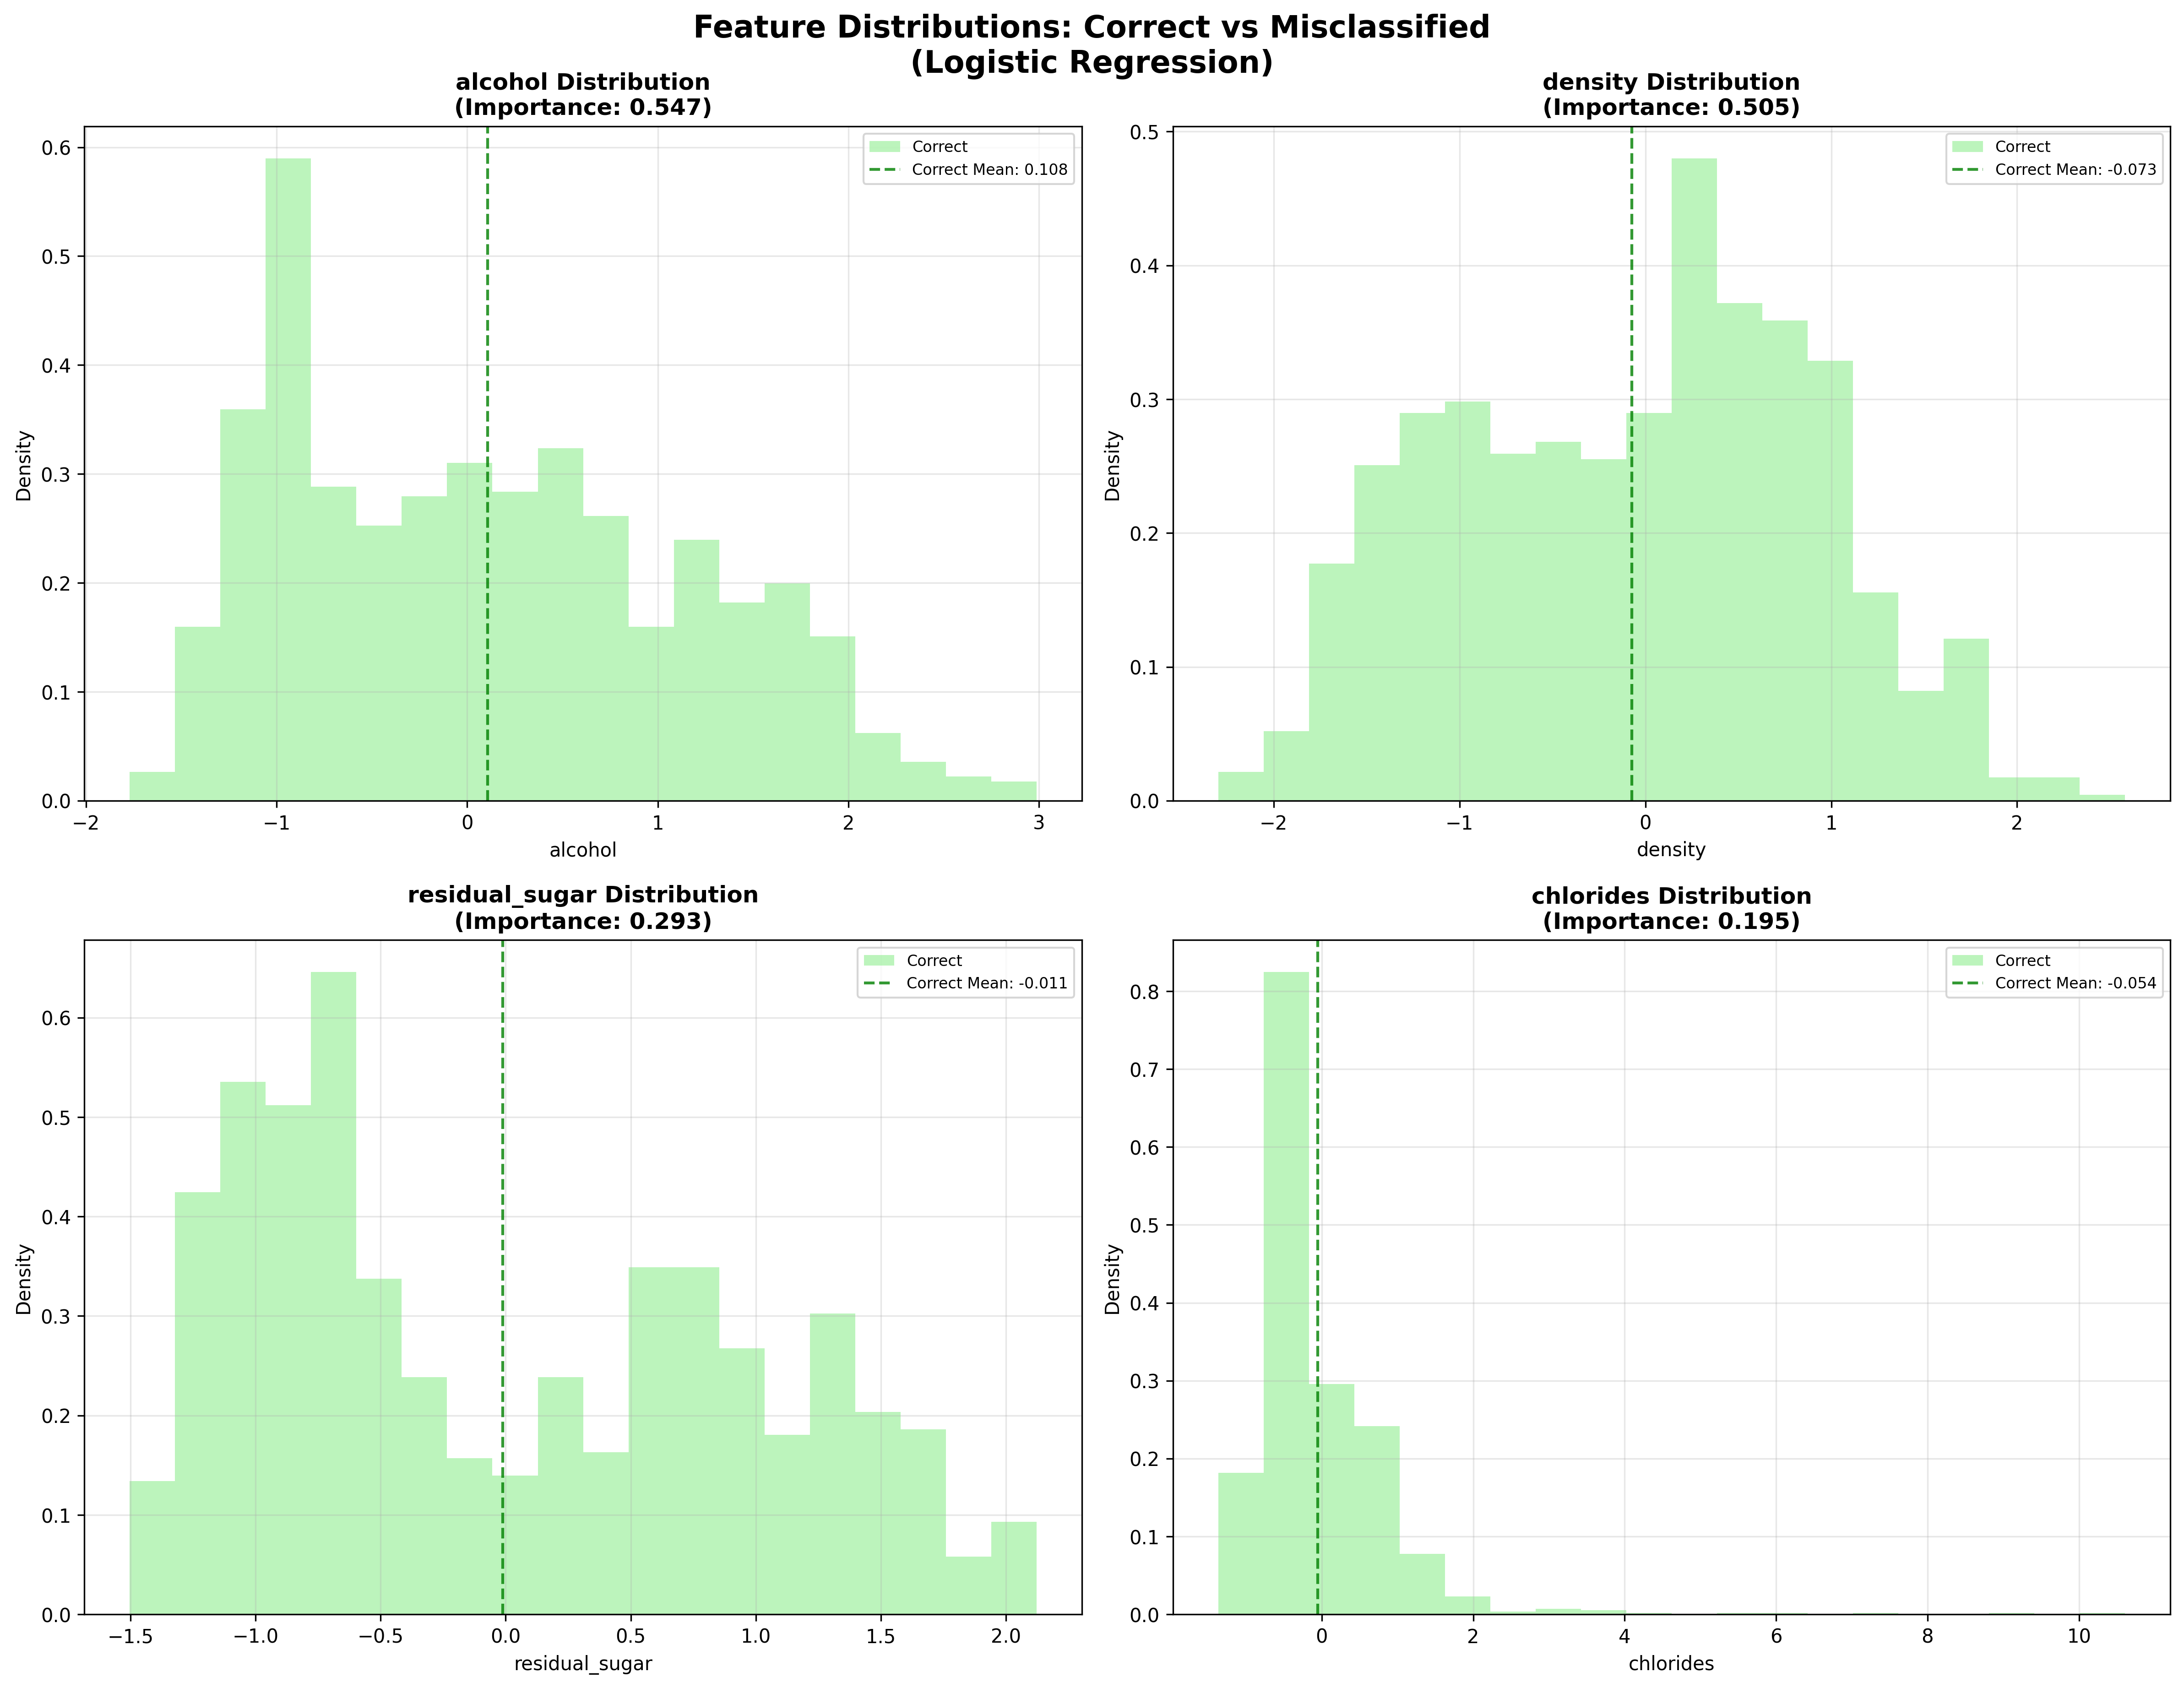 Feature Distributions: Correct vs Misclassified
(Logistic Regression)
alcohol Distribution
(Importance: 0.547)
0.6
0.5
0.4
0.3
0.2
0.1
0.0
Density
−2
−1
0
1
2
3
alcohol
Correct
Correct Mean: 0.108
density Distribution
(Importance: 0.505)
0.5
0.4
0.3
0.2
0.1
0.0
Density
−2
−1
0
1
2
density
Correct
Correct Mean: -0.073
residual_sugar Distribution
(Importance: 0.293)
0.6
0.5
0.4
0.3
0.2
0.1
0.0
Density
−1.5
−1.0
−0.5
0.0
0.5
1.0
1.5
2.0
residual_sugar
Correct
Correct Mean: -0.011
chlorides Distribution
(Importance: 0.195)
0.8
0.7
0.6
0.5
0.4
0.3
0.2
0.1
0.0
Density
0
2
4
6
8
10
chlorides
Correct
Correct Mean: -0.054